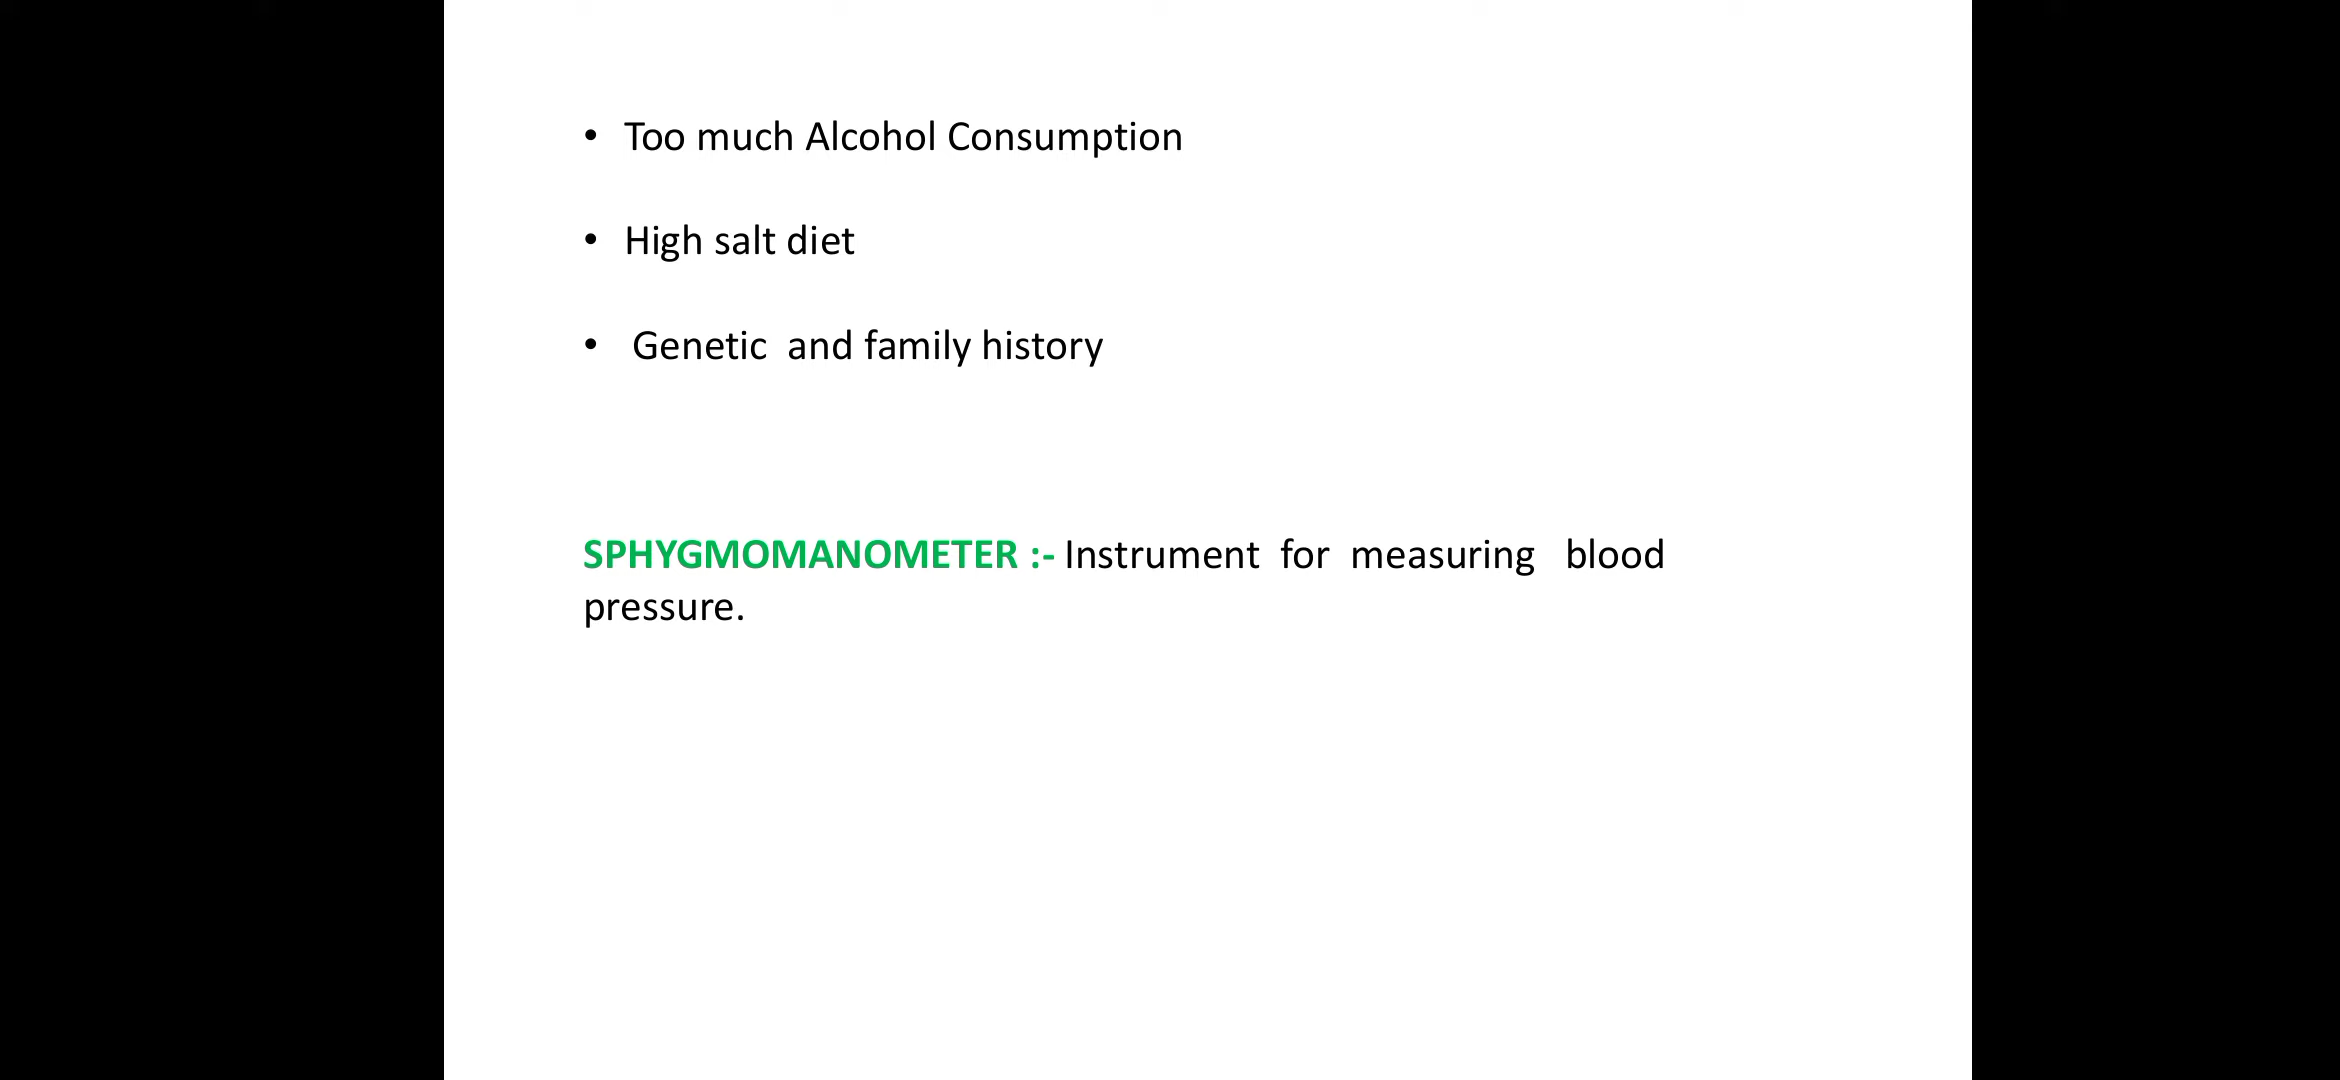 • Too much Alcohol Consumption
• High salt diet
• Genetic and family history
SPHYGMOMANOMETER :- Instrument for measuring blood
pressure.